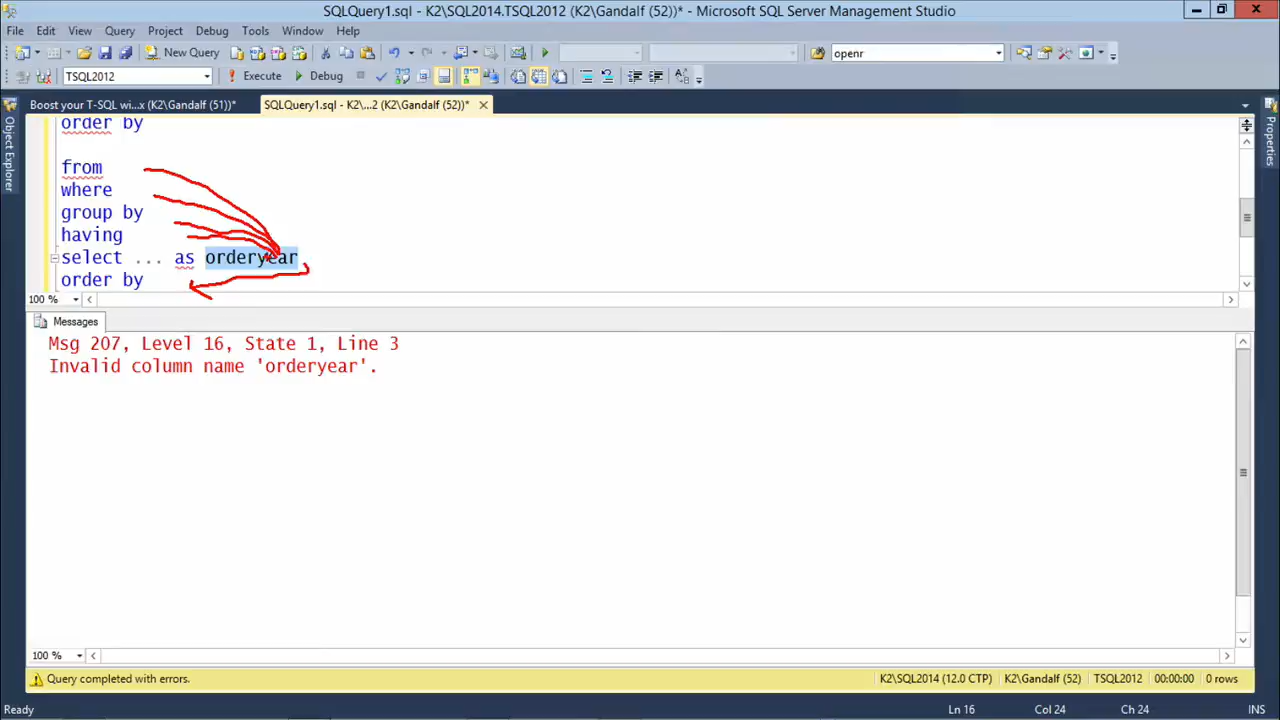 SQLQuery1.sql - K2\SQL2014.TSQL2012 (K2\Gandalf (52))* - Microsoft SQL Server Management Studio
File Edit View Query Project Debug Tools Window Help
New Query openr
TSQL2012 Execute Debug
Boost your T-SQL wi...x (K2\Gandalf (51))* SQLQuery1.sql - K2\...2 (K2\Gandalf (52))*
Object Explorer
Properties
order by
from
where
group by
having
select ... as orderyear
order by
100 %
Messages
Msg 207, Level 16, State 1, Line 3
Invalid column name 'orderyear'.
100 %
Query completed with errors. K2\SQL2014 (12.0 CTP) K2\Gandalf (52) TSQL2012 00:00:00 0 rows
Ready Ln 16 Col 24 Ch 24 INS